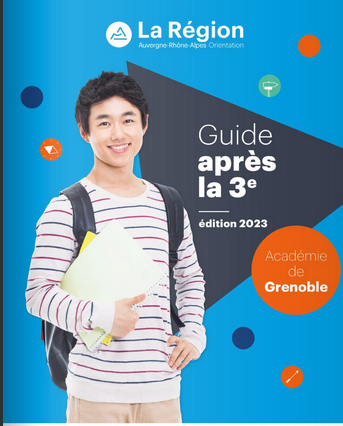 La Région
Auvergne-Rhône-Alpes Orientation
Guide
après
la 3e
édition 2023
Académie
de
Grenoble